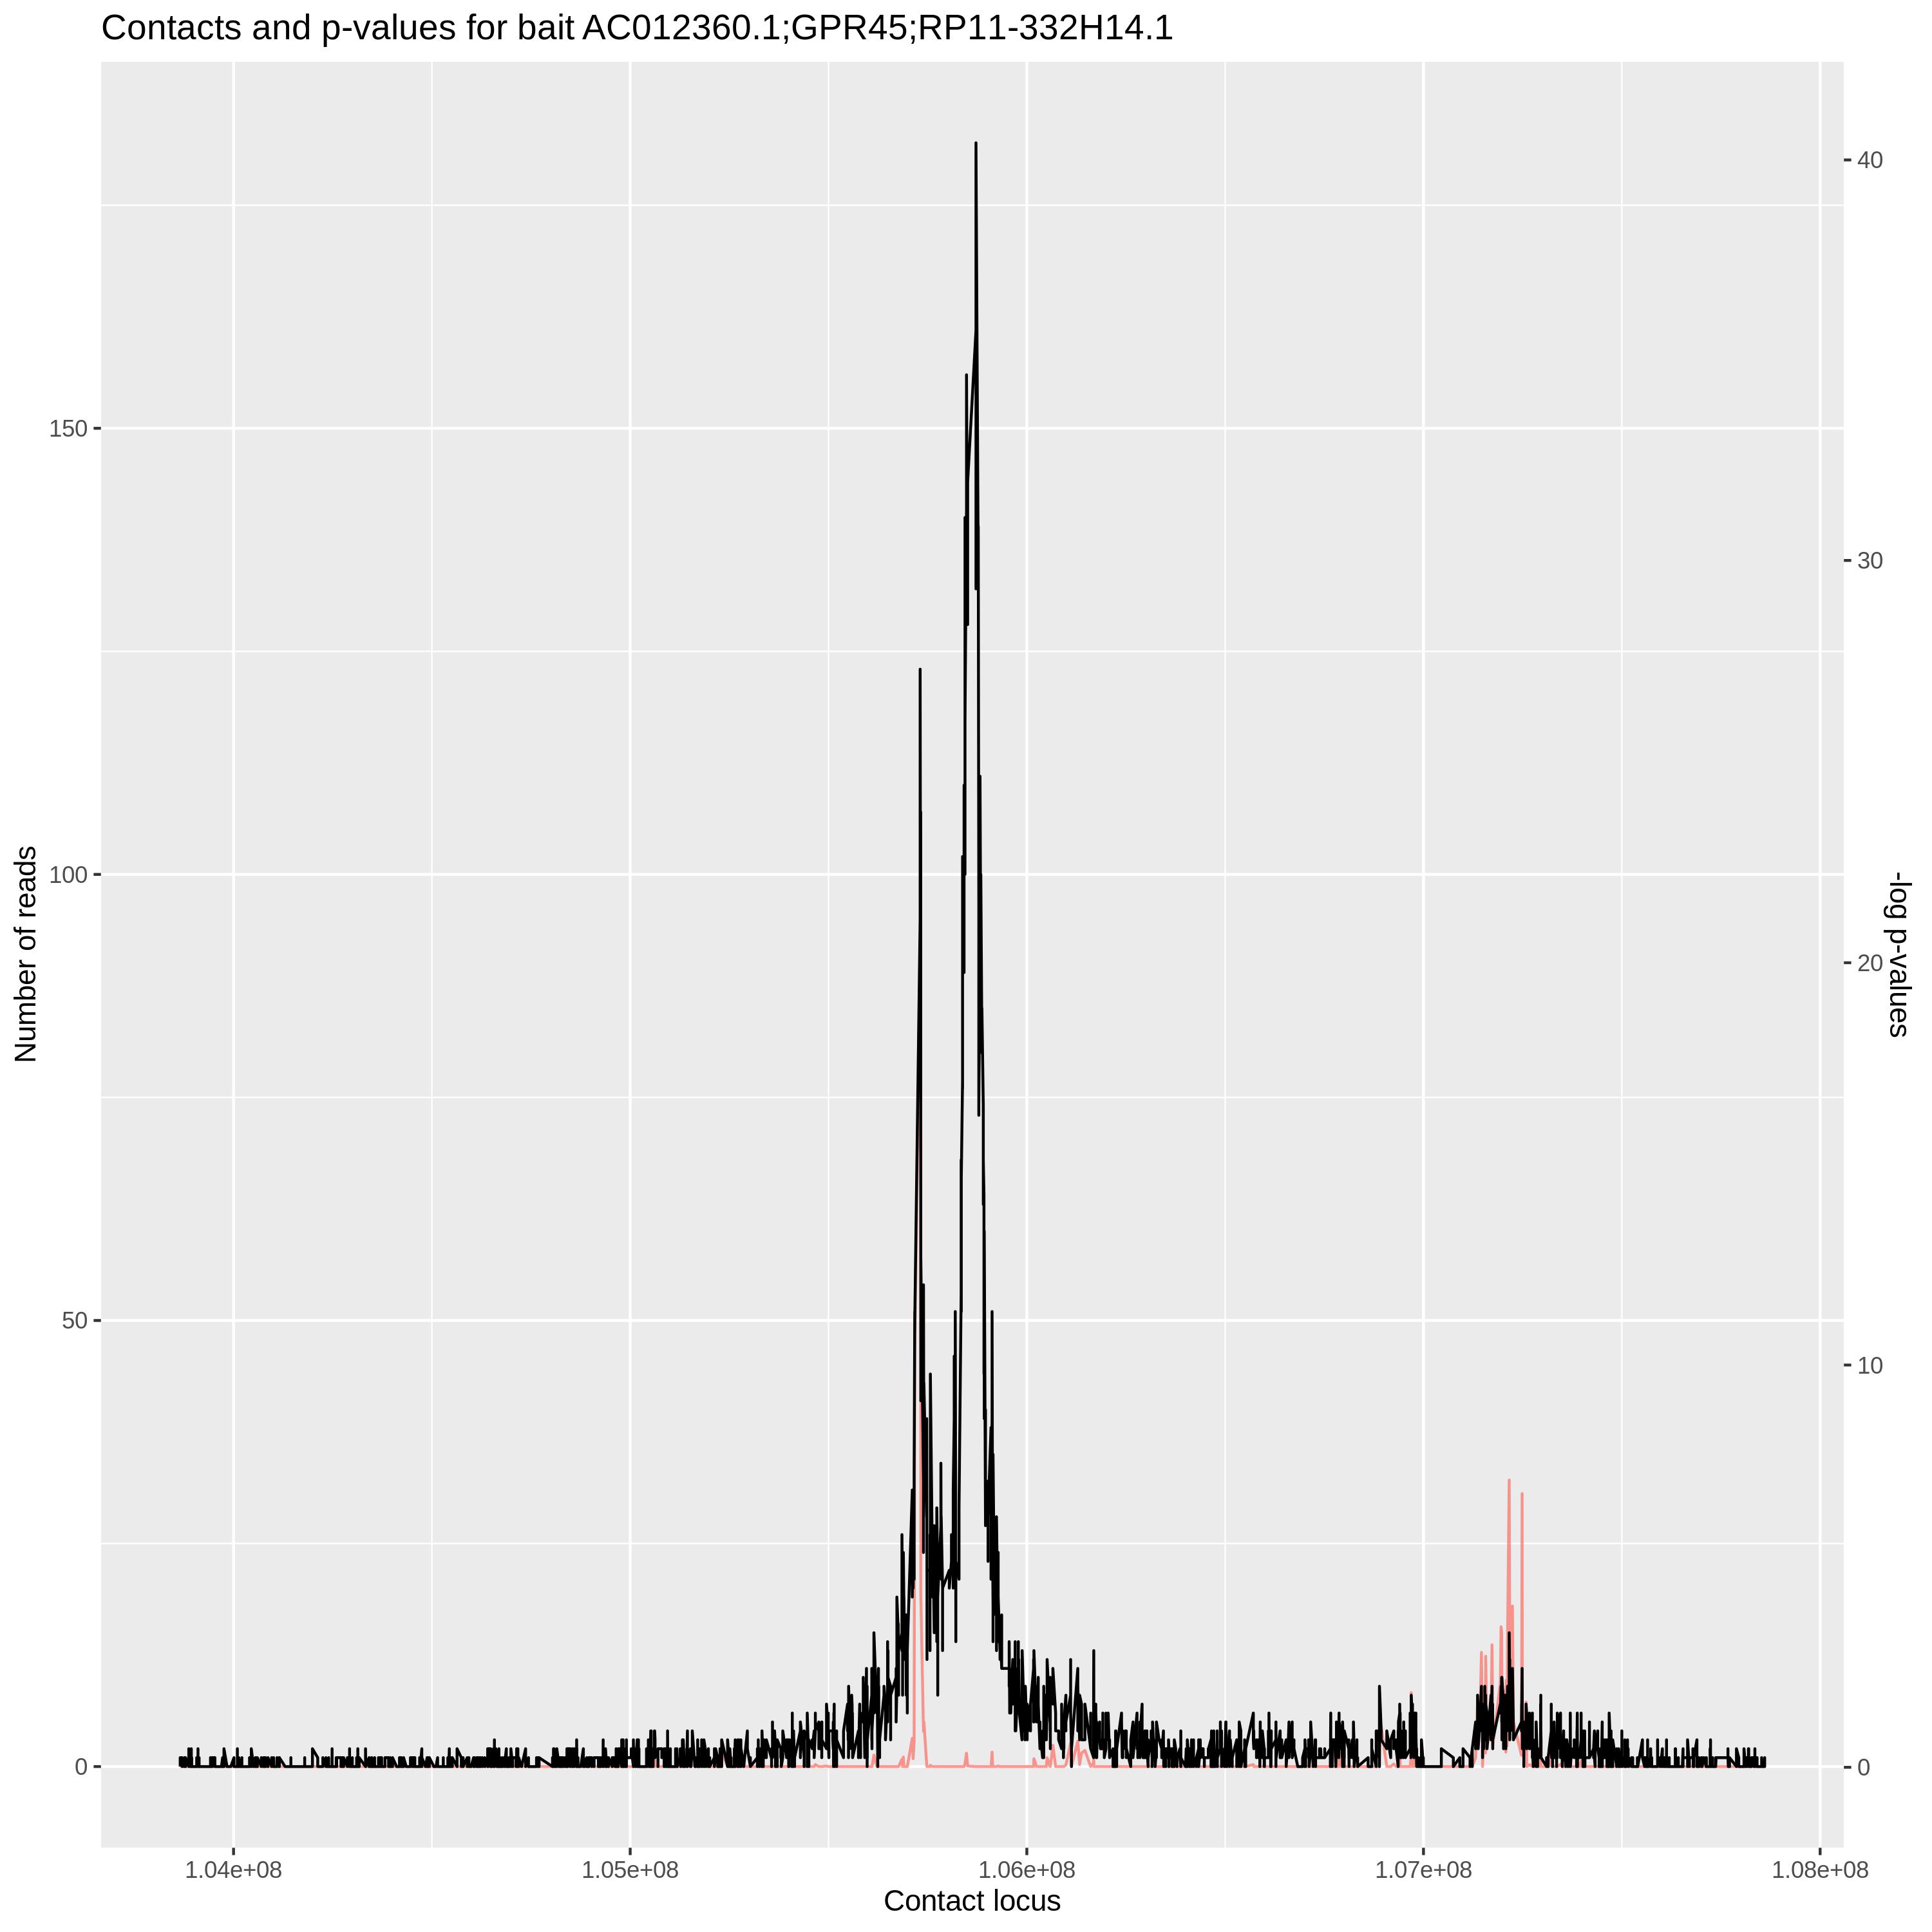 Contacts and p-values for bait AC012360.1;GPR45;RP11-332H14.1
40
150
30
100
20
Number of reads
-log p-values
50
10
0
0
1.04e+08
1.05e+08
1.06e+08
1.07e+08
1.08e+08
Contact locus